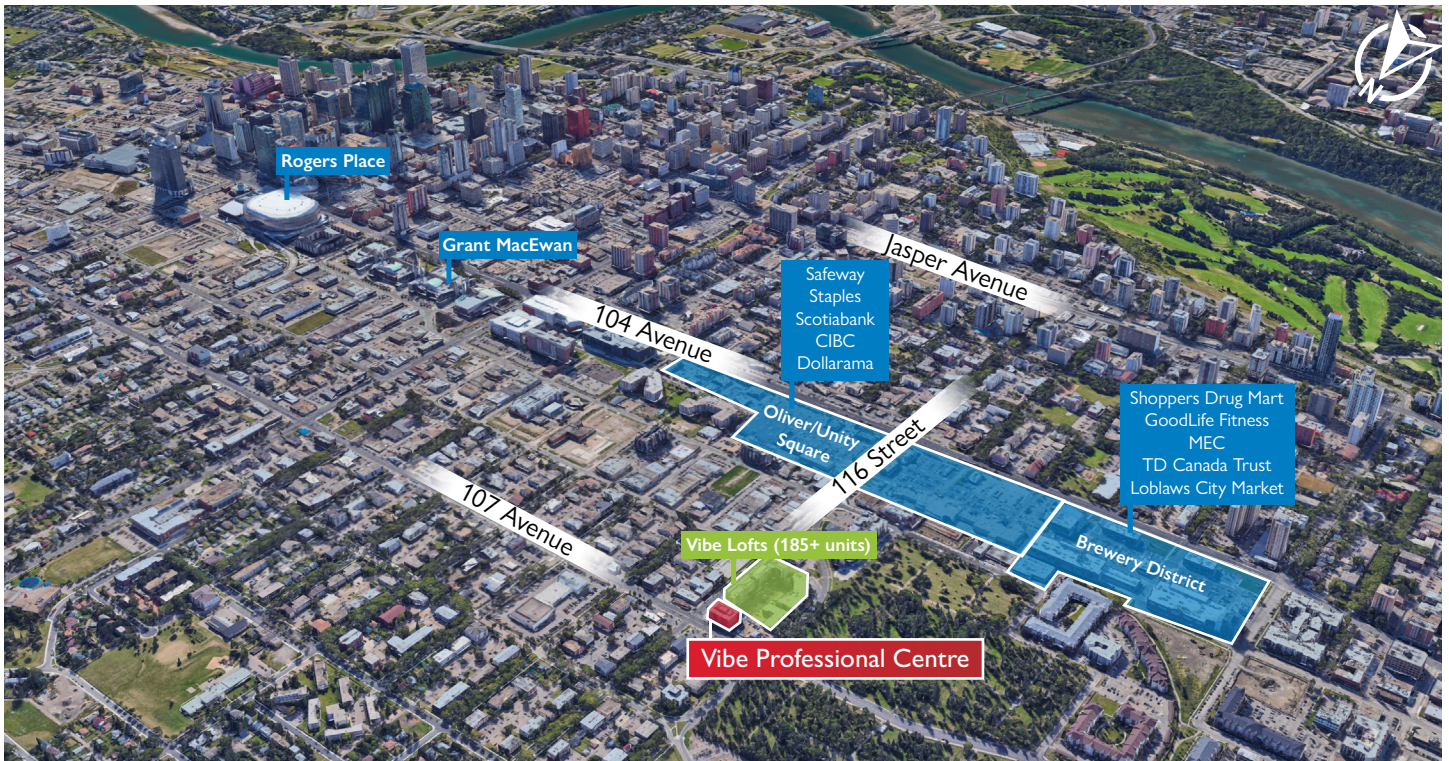 N
Rogers Place
Grant MacEwan
Jasper Avenue
Safeway
Staples
Scotiabank
CIBC
Dollarama
104 Avenue
Shoppers Drug Mart
GoodLife Fitness
MEC
TD Canada Trust
Loblaws City Market
Oliver/Unity
Square
116 Street
107 Avenue
Vibe Lofts (185+ units)
Brewery District
Vibe Professional Centre